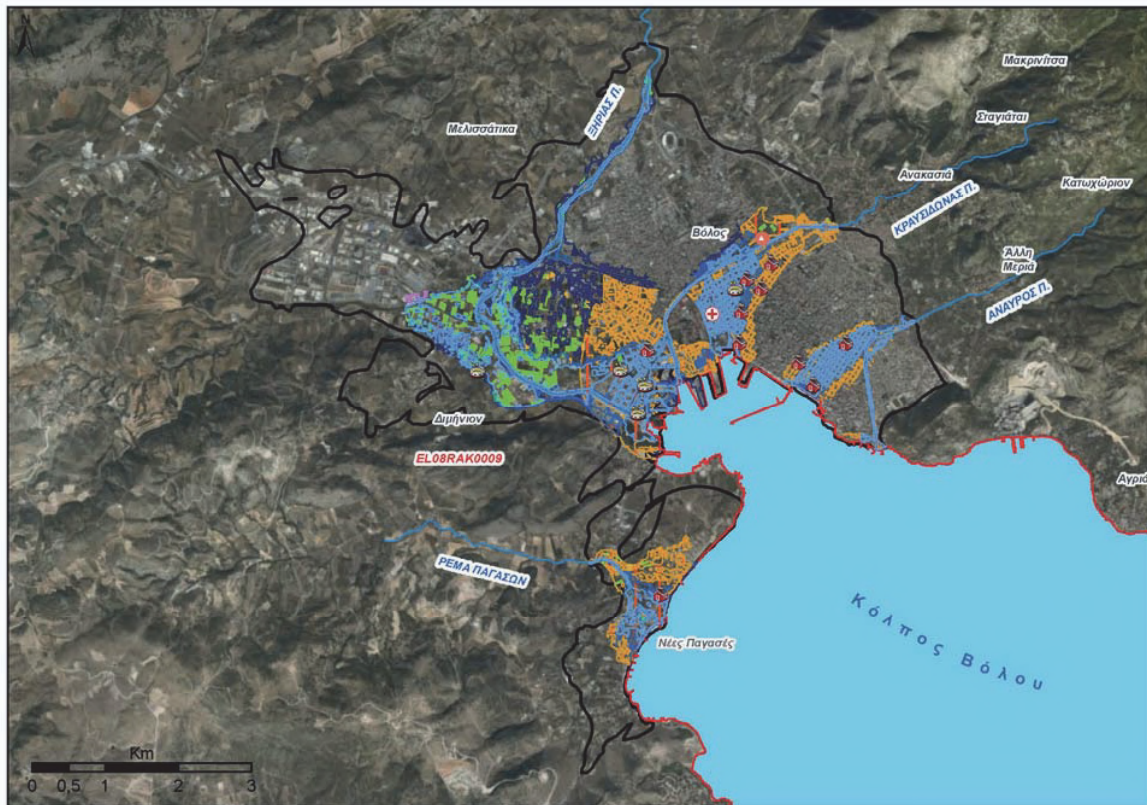 N
Μακρινίτσα
Σταγιάται
ΞΗΡΙΑΣ Π.
Μελισσάτικα
Ανακασιά
Κατωχώριον
ΚΡΑΥΣΙΔΩΝΑΣ Π.
Βόλος
Άλλη
Μεριά
ΑΝΑΥΡΟΣ Π.
Διμήνιον
EL08RAK0009
Αγριά
ΡΕΜΑ ΠΑΓΑΣΩΝ
Κόλπος Βόλου
Νέες Παγασές
Km
0 0,5 1 2 3